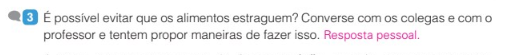 3 É possível evitar que os alimentos estraguem? Converse com os colegas e com o
professor e tentem propor maneiras de fazer isso. Resposta pessoal.